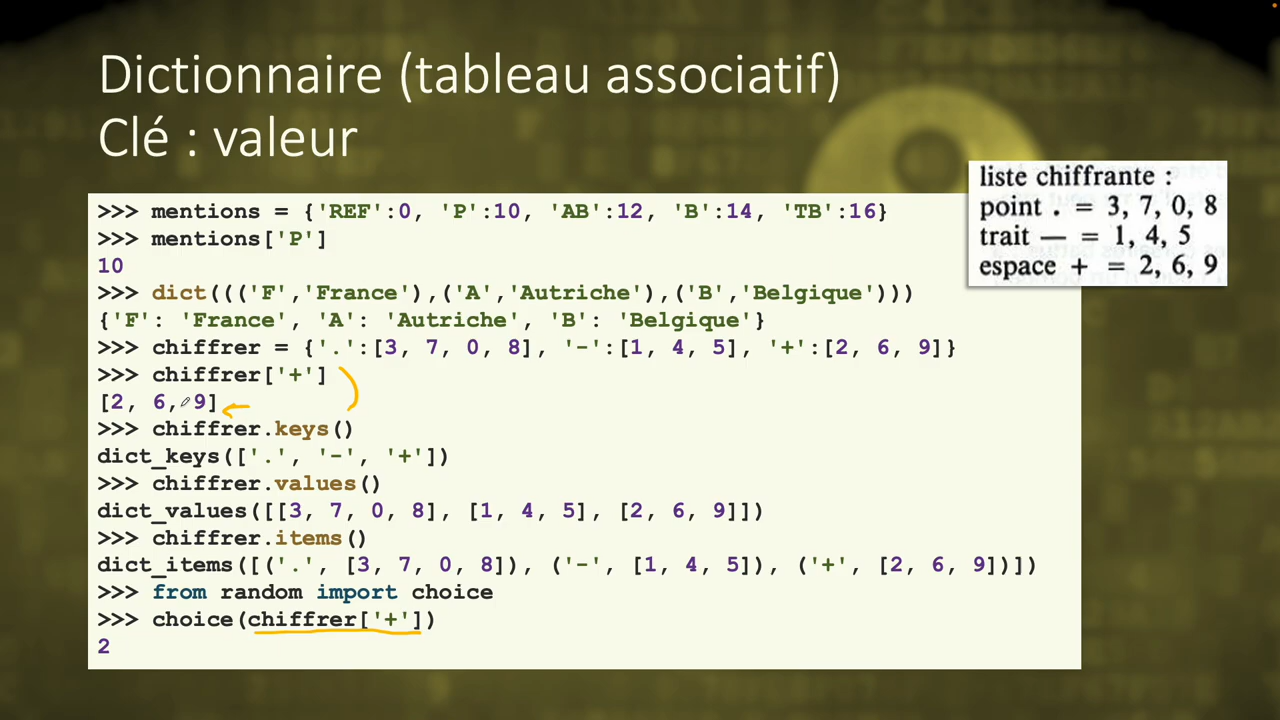 Dictionnaire (tableau associatif)
Clé : valeur
liste chiffrante :
point . = 3, 7, 0, 8
trait — = 1, 4, 5
espace + = 2, 6, 9
>>> mentions = {'REF':0, 'P':10, 'AB':12, 'B':14, 'TB':16}
>>> mentions['P']
10
>>> dict((('F','France'),('A','Autriche'),('B','Belgique')))
{'F': 'France', 'A': 'Autriche', 'B': 'Belgique'}
>>> chiffrer = {'.':[3, 7, 0, 8], '-':[1, 4, 5], '+':[2, 6, 9]}
>>> chiffrer['+']
[2, 6, 9]
>>> chiffrer.keys()
dict_keys(['.', '-', '+'])
>>> chiffrer.values()
dict_values([[3, 7, 0, 8], [1, 4, 5], [2, 6, 9]])
>>> chiffrer.items()
dict_items([('.', [3, 7, 0, 8]), ('-', [1, 4, 5]), ('+', [2, 6, 9])])
>>> from random import choice
>>> choice(chiffrer['+'])
2